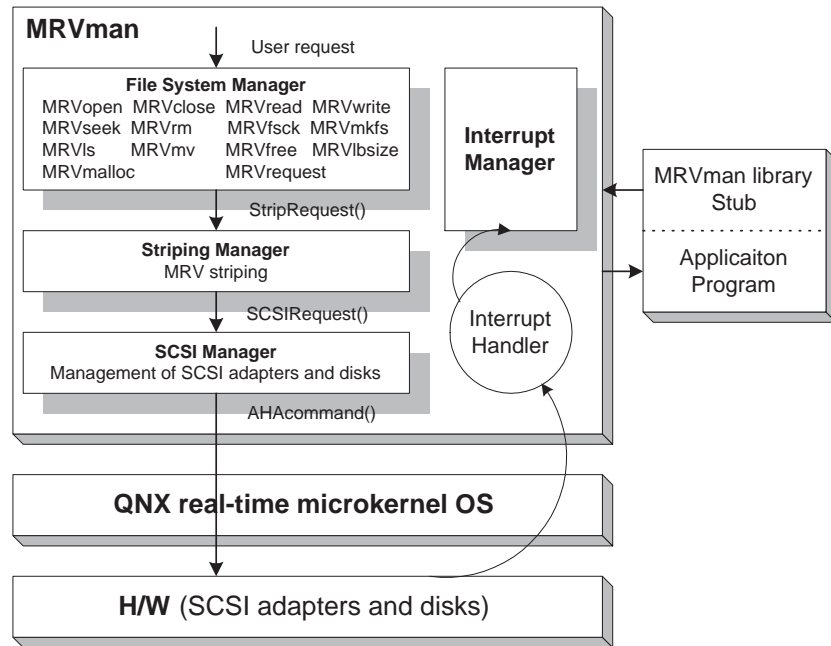 MRVman
User request
File System Manager
MRVopen MRVclose MRVread MRVwrite
MRVseek MRVrm MRVfsck MRVmkfs
MRVls MRVmv MRVfree MRVlbsize
MRVmalloc MRVrequest
StripRequest()
Striping Manager
MRV striping
SCSIRequest()
SCSI Manager
Management of SCSI adapters and disks
AHAcommand()
Interrupt
Manager
Interrupt
Handler
MRVman library
Stub
Applicaiton
Program
QNX real-time microkernel OS
H/W (SCSI adapters and disks)